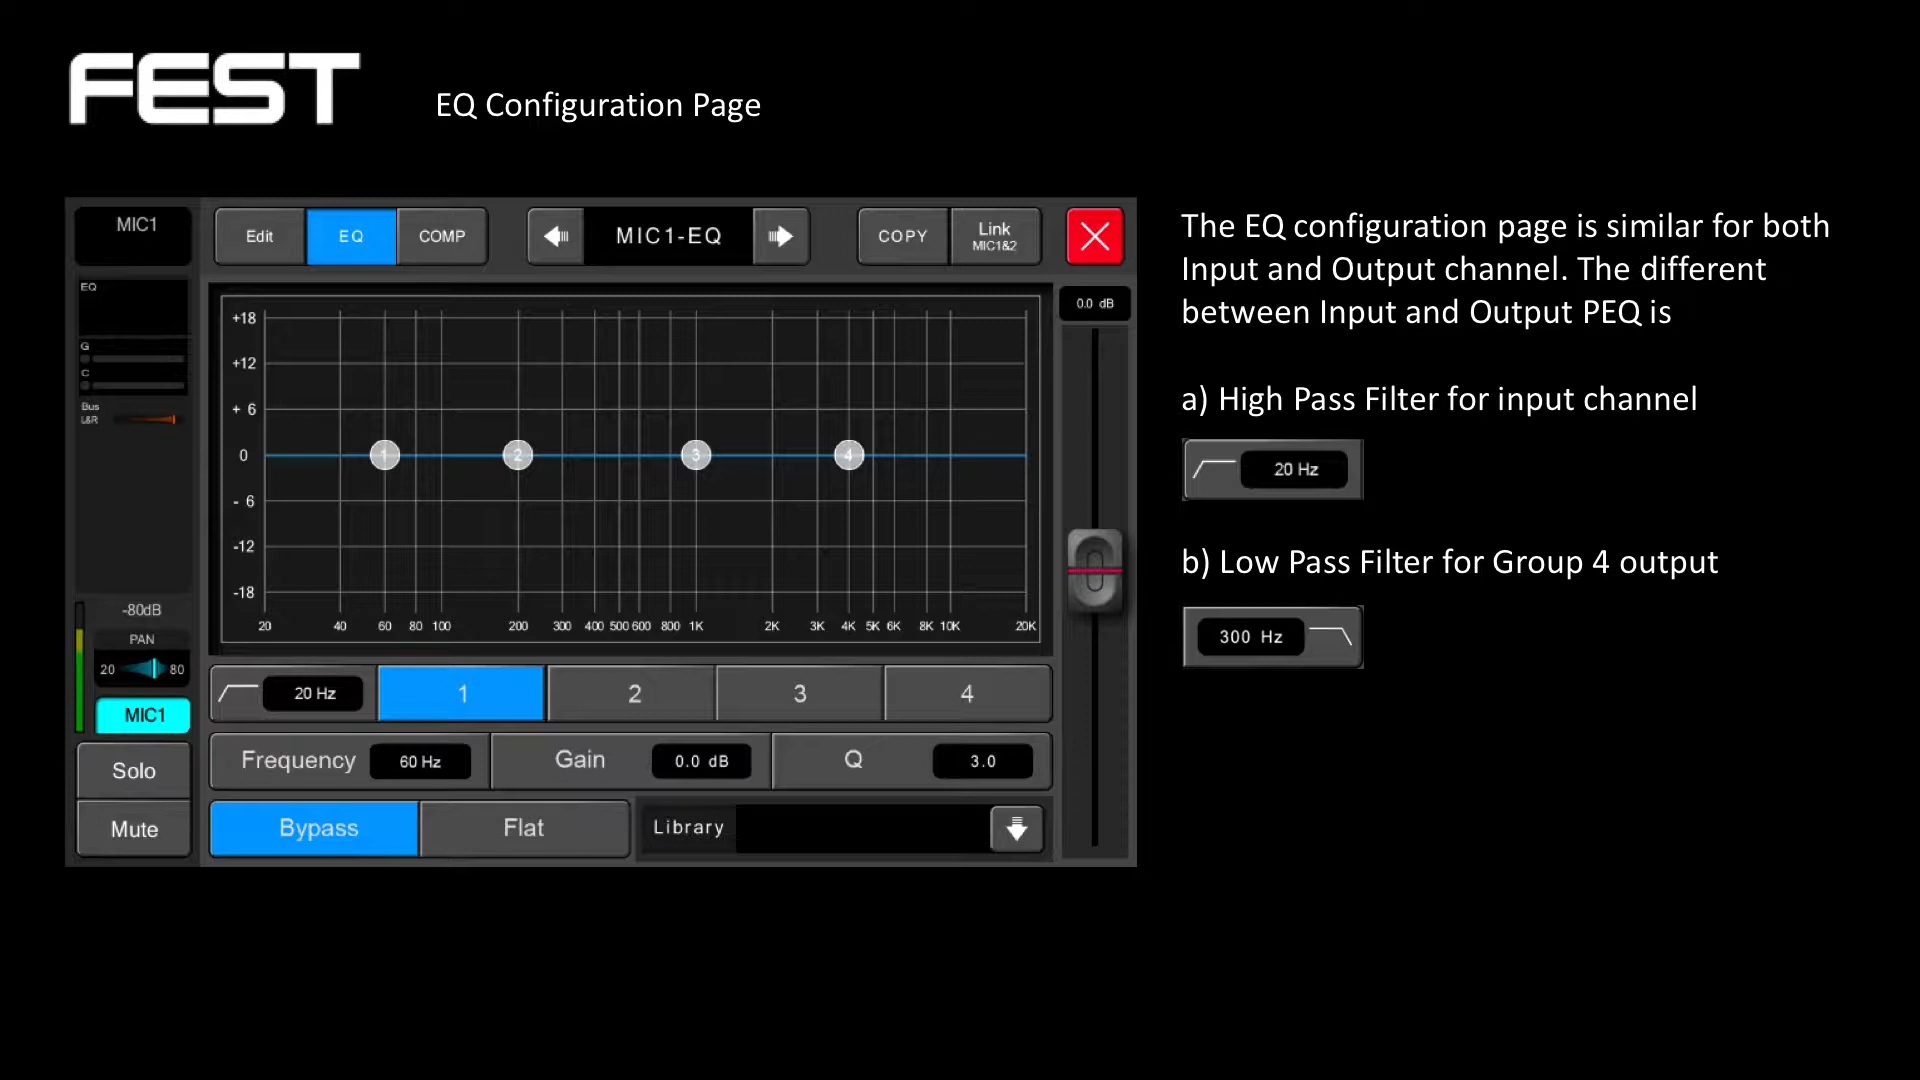 FEST
EQ Configuration Page
MIC1
Edit
EQ
COMP
MIC1-EQ
COPY
Link
MIC1&2
EQ
G
C
Bus
L&R
0.0 dB
+18
+12
+ 6
0
- 6
-12
-18
1
2
3
4
20 40 60 80 100 200 300 400 500 600 800 1K 2K 3K 4K 5K 6K 8K 10K 20K
-80dB
PAN
20 80
MIC1
Solo
Mute
20 Hz
1
2
3
4
Frequency 60 Hz
Gain 0.0 dB
Q 3.0
Bypass
Flat
Library
The EQ configuration page is similar for both
Input and Output channel. The different
between Input and Output PEQ is
a) High Pass Filter for input channel
20 Hz
b) Low Pass Filter for Group 4 output
300 Hz